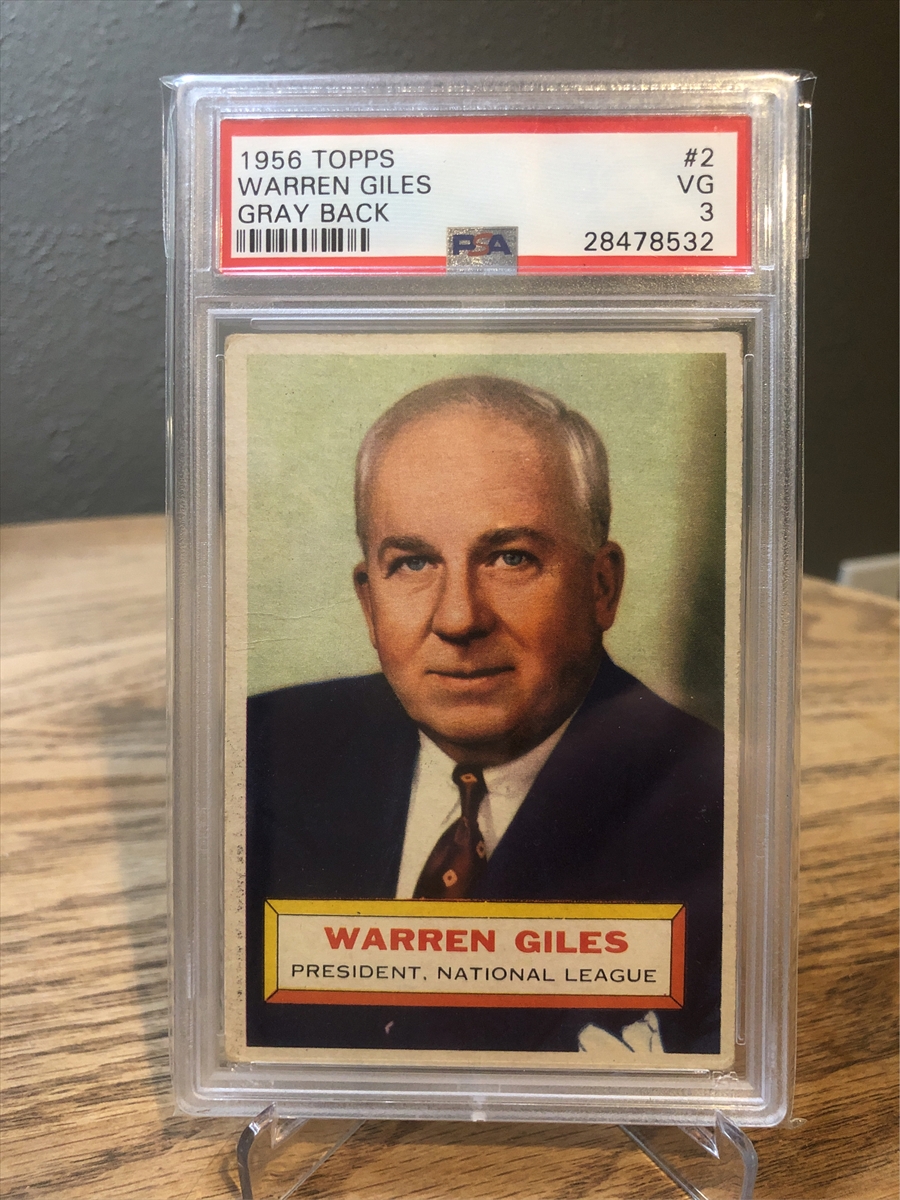 1956 TOPPS #2
WARREN GILES VG
GRAY BACK 3
PSA 28478532
WARREN GILES
PRESIDENT, NATIONAL LEAGUE